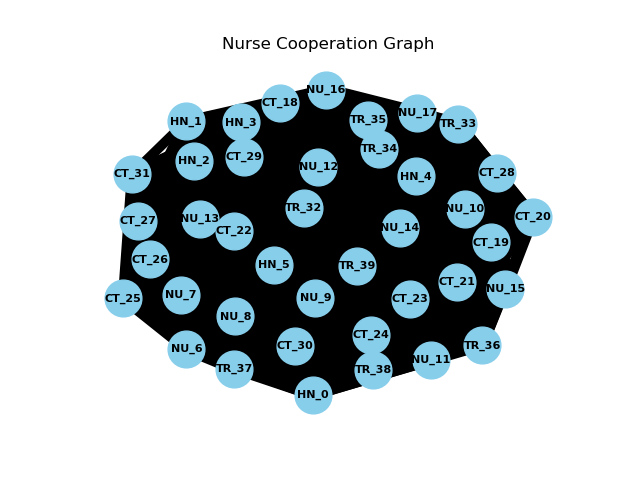 Nurse Cooperation Graph
NU_16
CT_18
NU_17
HN_1
HN_3
TR_35
TR_33
TR_34
CT_29
HN_2
NU_12
CT_31
HN_4
CT_28
TR_32
NU_10
CT_20
CT_27
NU_13
CT_22
NU_14
CT_19
CT_26
HN_5
TR_39
CT_21
NU_15
CT_25
NU_7
NU_9
CT_23
NU_8
CT_24
NU_6
CT_30
TR_36
NU_11
TR_37
TR_38
HN_0